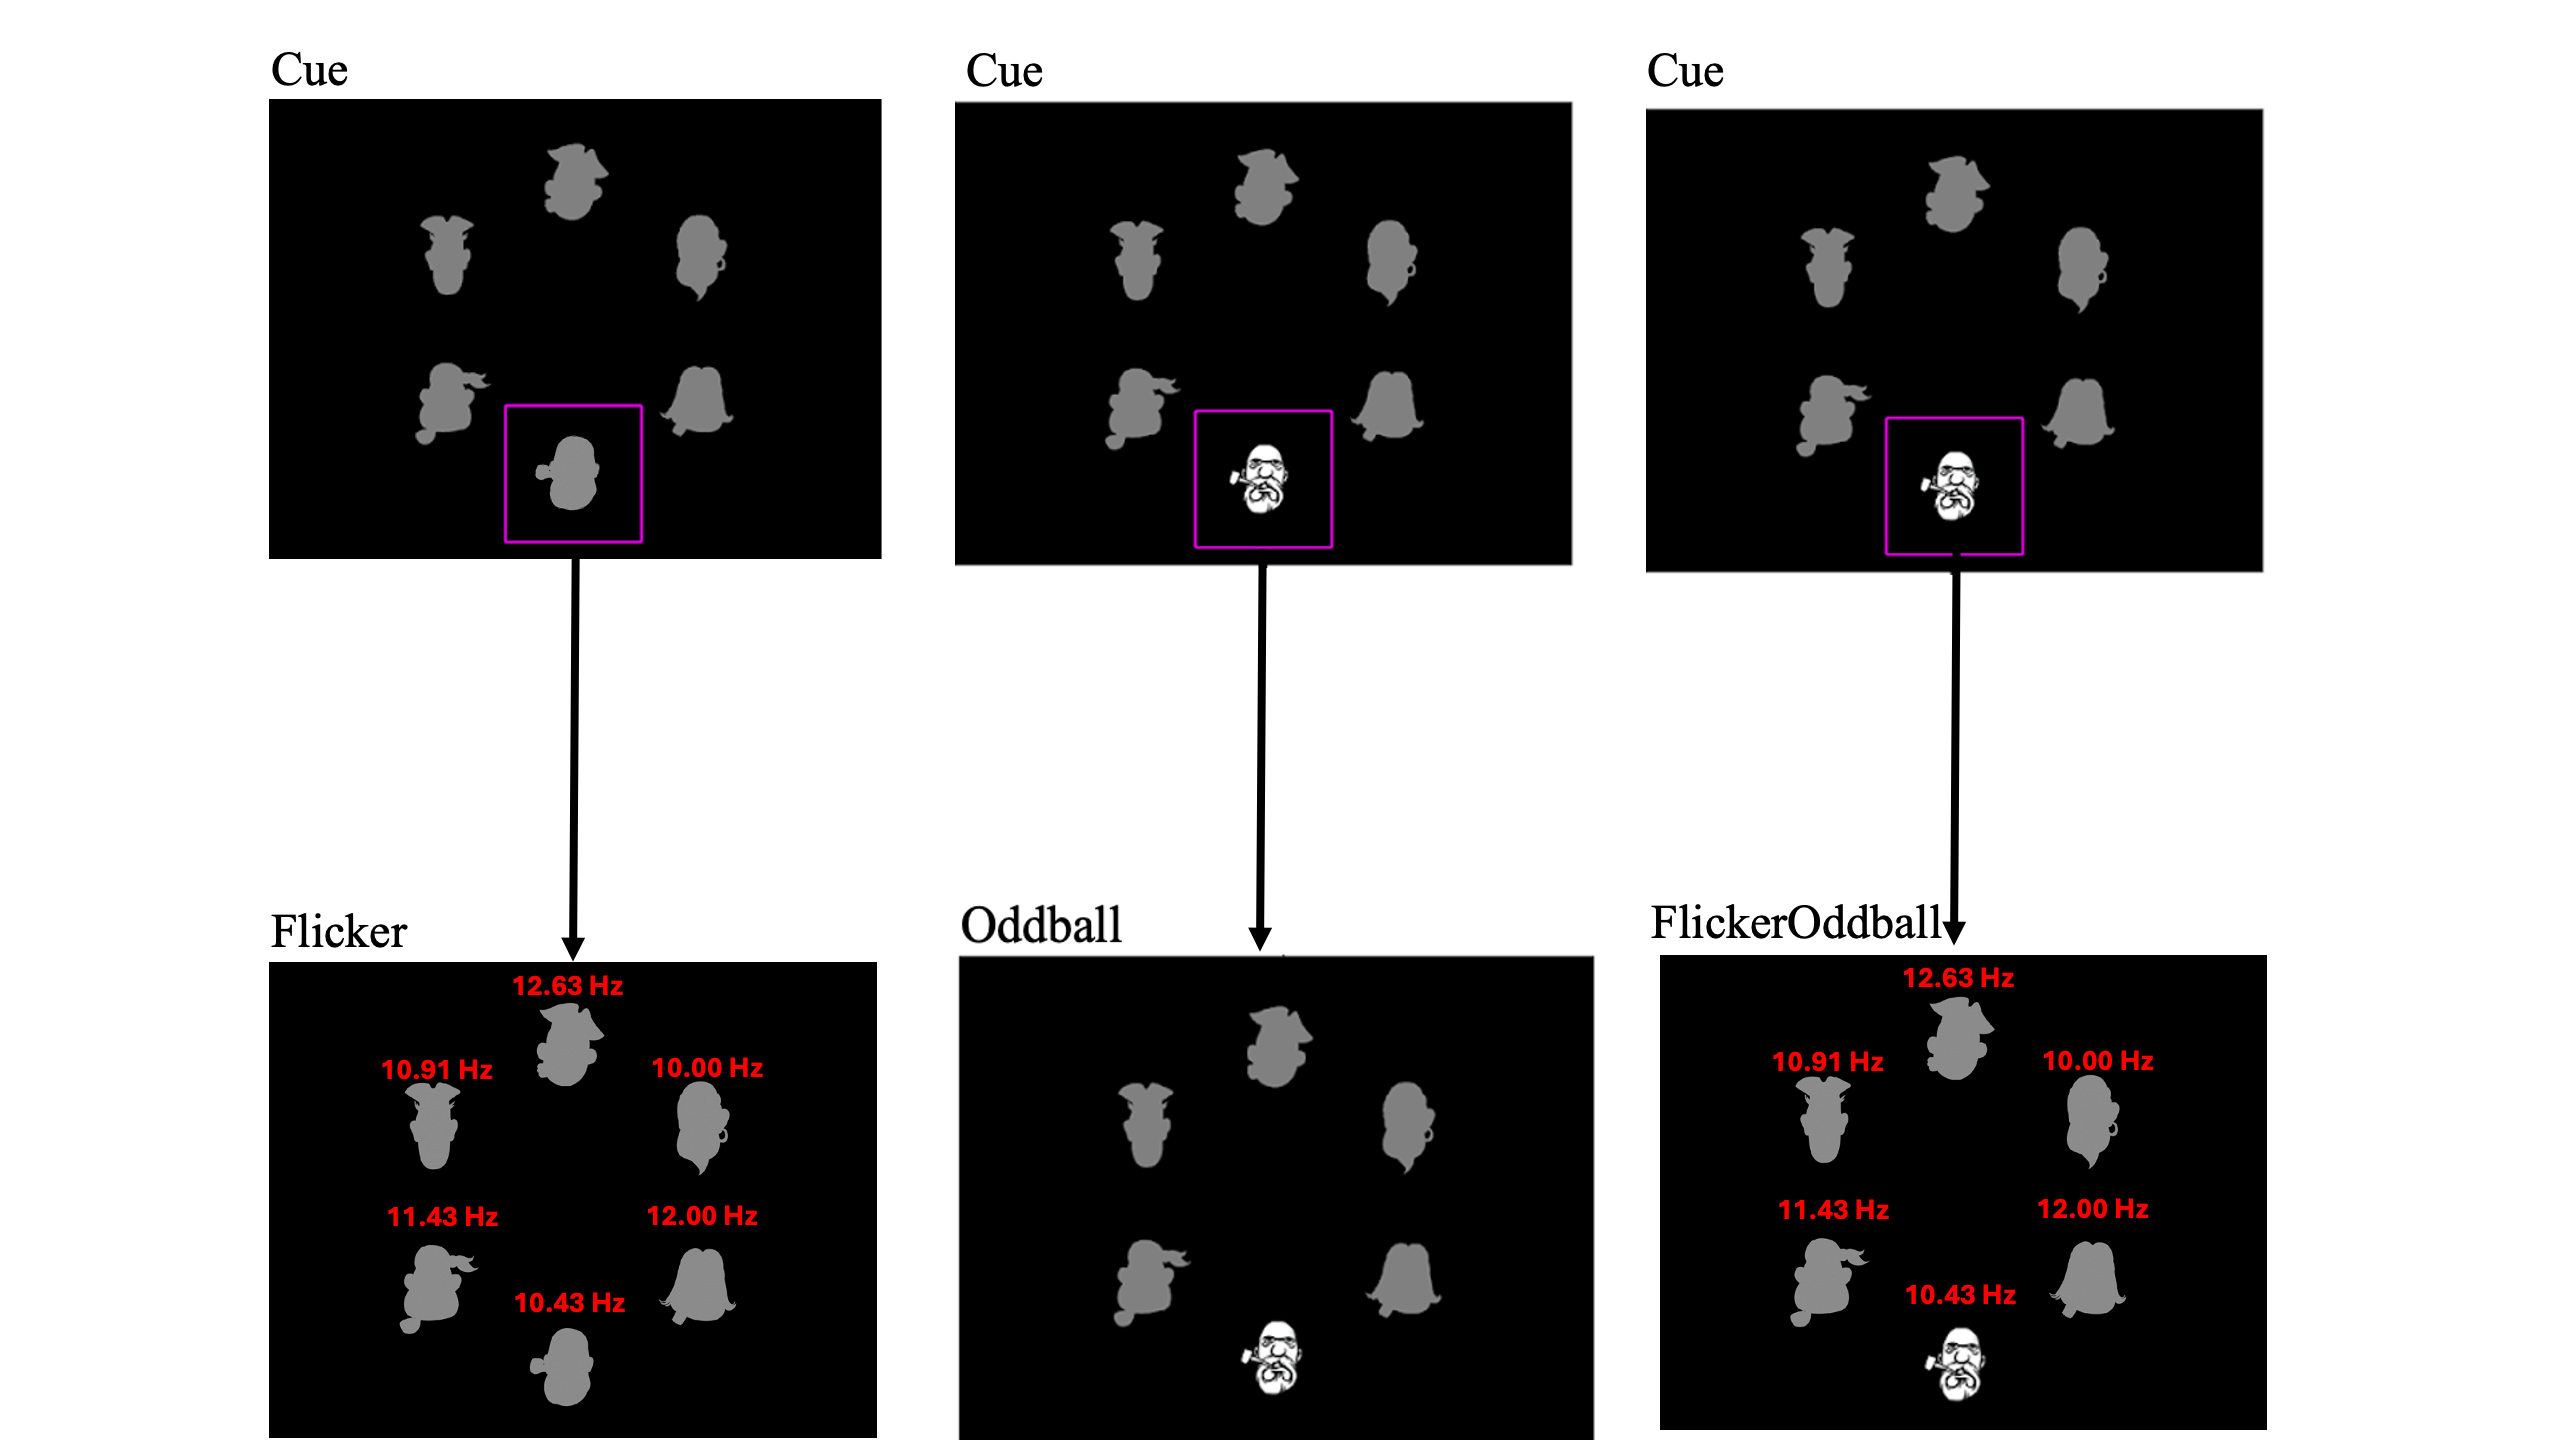 Cue
Cue
Cue
Flicker
Oddball
FlickerOddball
12.63 Hz
10.91 Hz
10.00 Hz
11.43 Hz
12.00 Hz
10.43 Hz
12.63 Hz
10.91 Hz
10.00 Hz
11.43 Hz
12.00 Hz
10.43 Hz